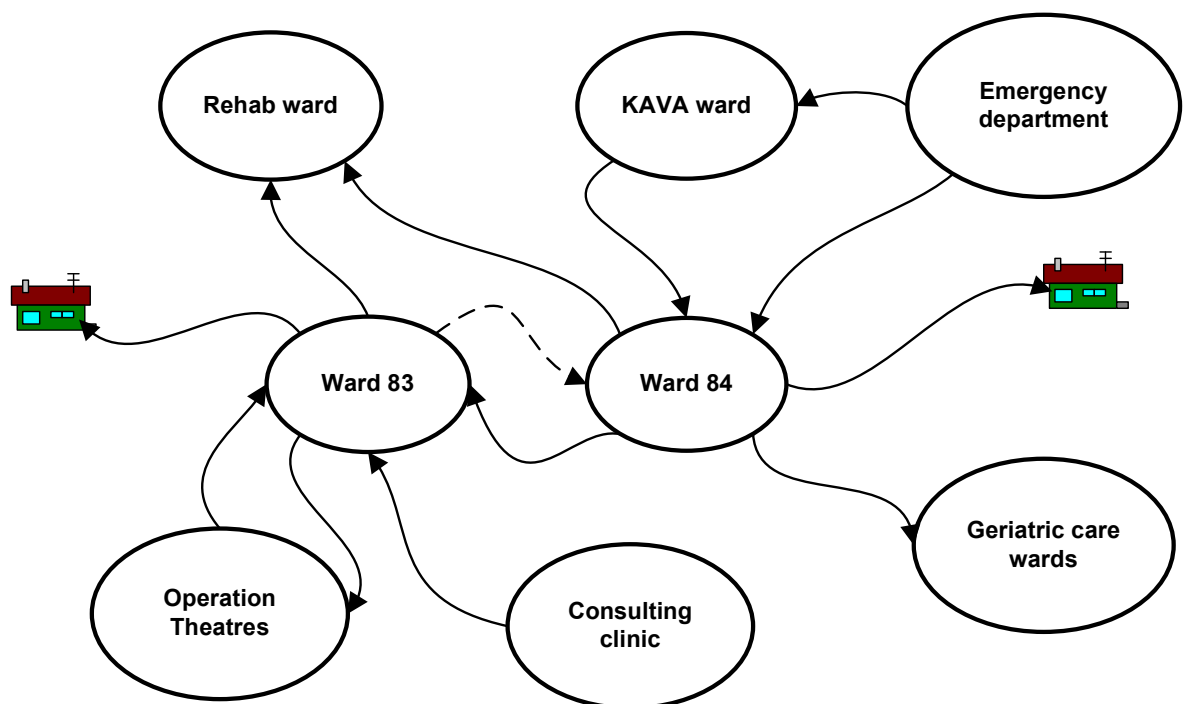 Rehab ward
KAVA ward
Emergency
department
Ward 83
Ward 84
Geriatric care
wards
Operation
Theatres
Consulting
clinic